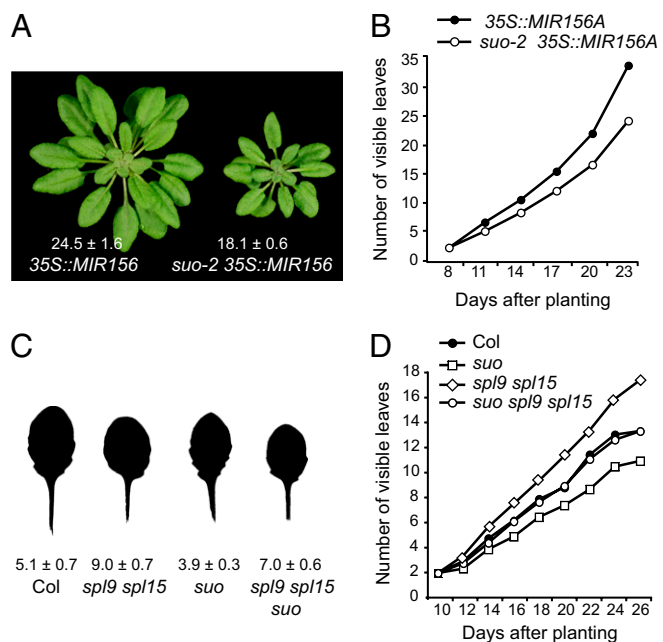 A
24.5 ± 1.6 18.1 ± 0.6
35S::MIR156 suo-2 35S::MIR156
B
35S::MIR156A
suo-2 35S::MIR156A
Number of visible leaves
35
30
25
20
15
10
5
0
8 11 14 17 20 23
Days after planting
C
5.1 ± 0.7 9.0 ± 0.7 3.9 ± 0.3 7.0 ± 0.6
Col spl9 spl15 suo spl9 spl15
suo
D
Col
suo
spl9 spl15
suo spl9 spl15
Number of visible leaves
18
16
14
12
10
8
6
4
2
0
10 12 14 16 18 20 22 24 26
Days after planting